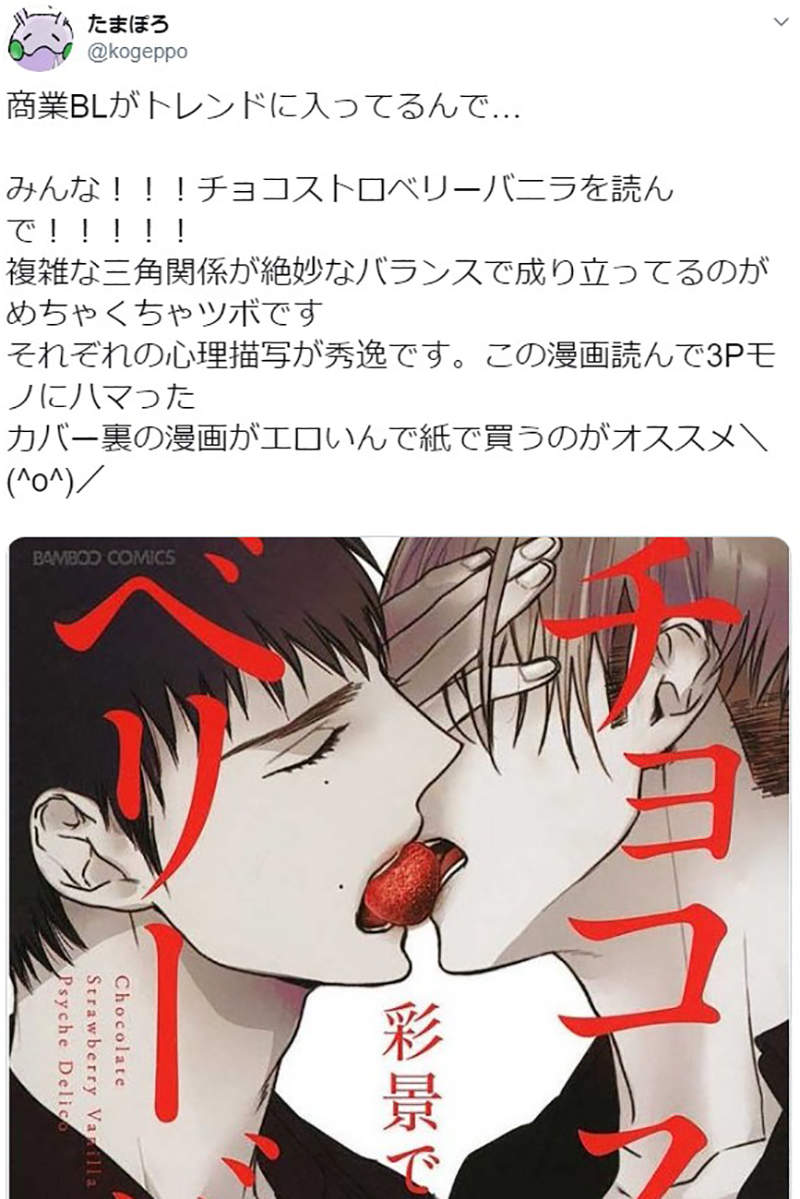 たまぽろ
@kogeppo
商業BLがトレンドに入ってるんで…
みんな！！！チョコストロベリーバニラを読ん
で！！！！！
複雑な三角関係が絶妙なバランスで成り立ってるのが
めちゃくちゃツボです
それぞれの心理描写が秀逸です。この漫画読んで3Pモ
ノにハマった
カバー裏の漫画がエロいんで紙で買うのがオススメ＼
(^o^)／
BAMBOO COMICS
チョコ
ベリー
彩景で
Chocolate
Strawberry Vanilla
Psyche Delico